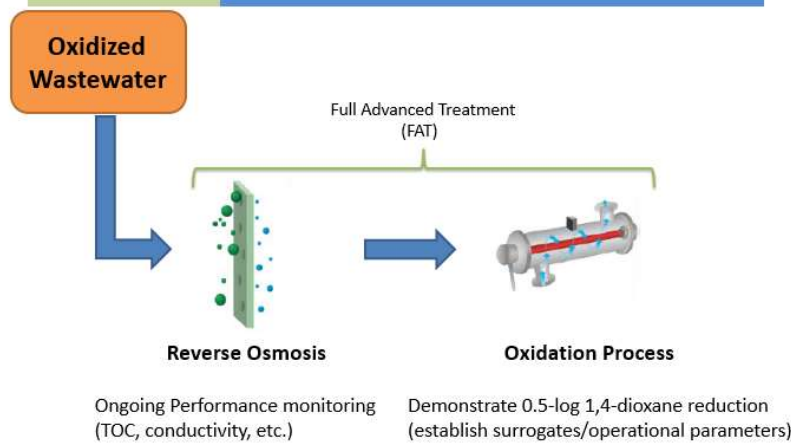 Oxidized
Wastewater
Full Advanced Treatment
(FAT)
Reverse Osmosis
Oxidation Process
Ongoing Performance monitoring
(TOC, conductivity, etc.)
Demonstrate 0.5-log 1,4-dioxane reduction
(establish surrogates/operational parameters)